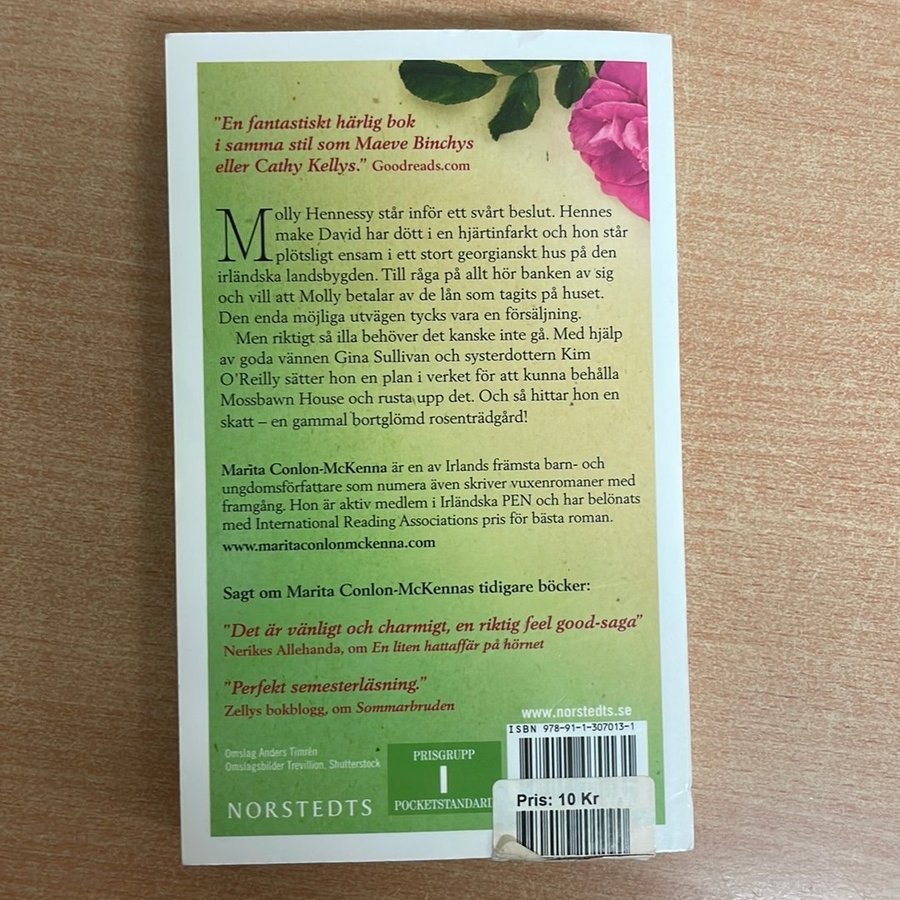 "En fantastiskt härlig bok
i samma stil som Maeve Binchys
eller Cathy Kellys." Goodreads.com
Molly Hennessy står inför ett svårt beslut. Hennes
make David har dött i en hjärtinfarkt och hon står
plötsligt ensam i ett stort georgianskt hus på den
irländska landsbygden. Till råga på allt hör banken av sig
och vill att Molly betalar av de lån som tagits på huset.
Den enda möjliga utvägen tycks vara en försäljning.
Men riktigt så illa behöver det kanske inte gå. Med hjälp
av goda vännen Gina Sullivan och systerdottern Kim
O'Reilly sätter hon en plan i verket för att kunna behålla
Mossbawn House och rusta upp det. Och så hittar hon en
skatt – en gammal bortglömd rosenträdgård!
Marita Conlon-McKenna är en av Irlands främsta barn- och
ungdomsförfattare som numera även skriver vuxenromaner med
framgång. Hon är aktiv medlem i Irländska PEN och har belönats
med International Reading Associations pris för bästa roman.
www.maritaconlonmckenna.com
Sagt om Marita Conlon-McKennas tidigare böcker:
"Det är vänligt och charmigt, en riktig feel good-saga"
Nerikes Allehanda, om En liten hattaffär på hörnet
"Perfekt semesterläsning."
Zellys bokblogg, om Sommarbruden
www.norstedts.se
ISBN 978-91-1-307013-1
Omslag Anders Timrén
Omslagsbilder Trevillion, Shutterstock
PRISGRUPP
1
POCKETSTANDARD
NORSTEDTS
Pris: 10 Kr